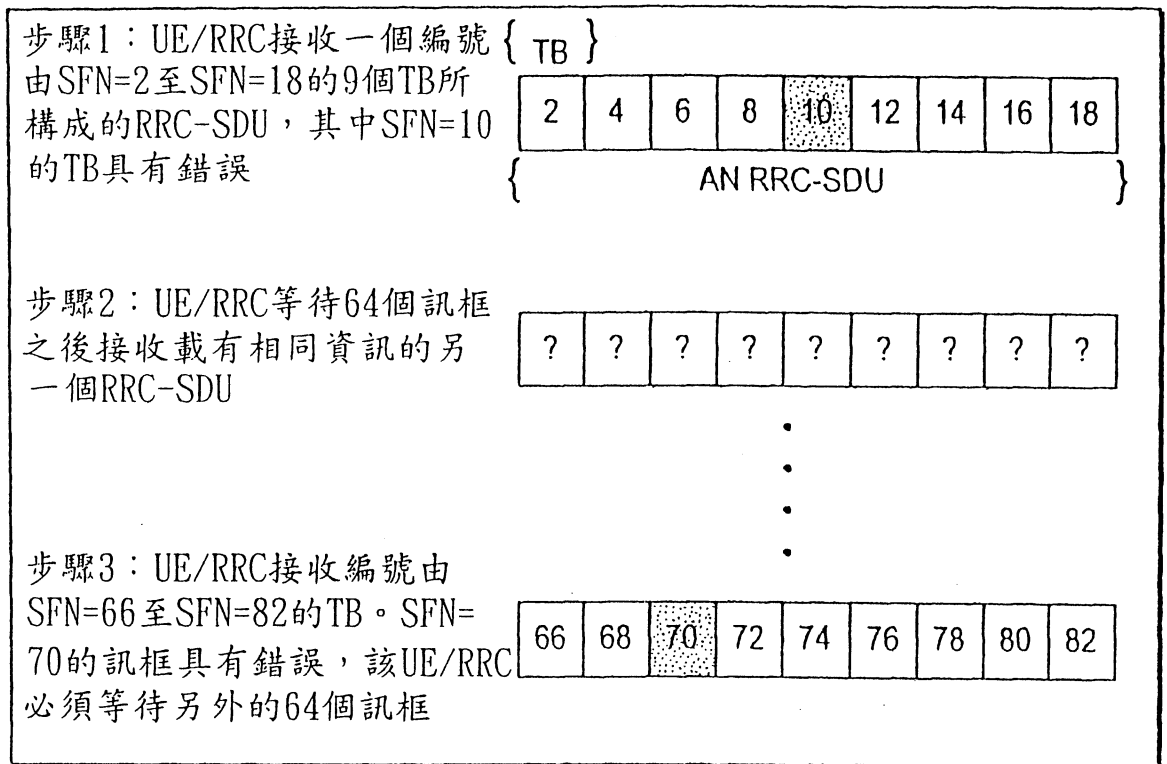 步驟1：UE/RRC接收一個編號
由SFN=2至SFN=18的9個TB所
構成的RRC-SDU，其中SFN=10
的TB具有錯誤
{ TB }
2 4 6 8 10 12 14 16 18
{ AN RRC-SDU }
步驟2：UE/RRC等待64個訊框
之後接收載有相同資訊的另
一個RRC-SDU
? ? ? ? ? ? ? ? ?
步驟3：UE/RRC接收編號由
SFN=66至SFN=82的TB。SFN=
70的訊框具有錯誤，該UE/RRC
必須等待另外的64個訊框
66 68 70 72 74 76 78 80 82